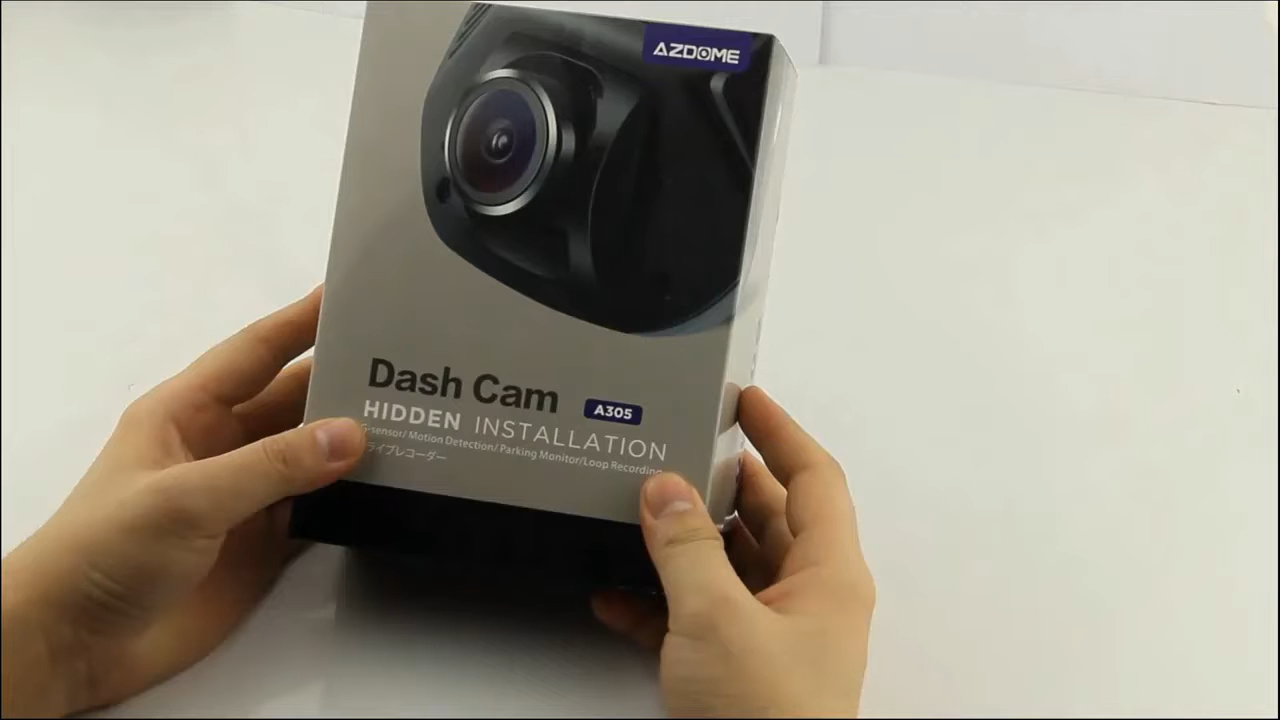 AZDOME
Dash Cam A305
HIDDEN INSTALLATION
G-sensor/ Motion Detection/ Parking Monitor/Loop Recording
ライブレコーダー